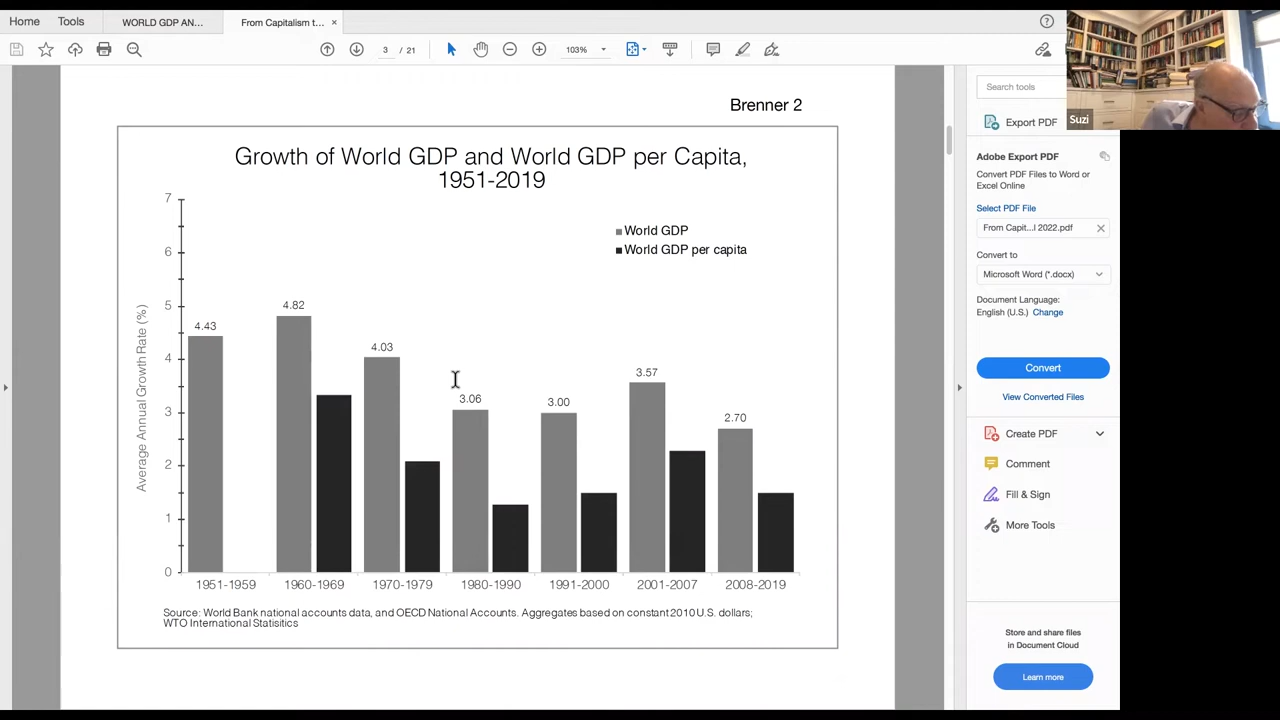 Home
Tools
WORLD GDP AN...
From Capitalism t...
×
3 / 21
103%
Suzi
Brenner 2
Growth of World GDP and World GDP per Capita,
1951-2019
World GDP
World GDP per capita
Average Annual Growth Rate (%)
7
6
5
4
3
2
1
0
4.43
4.82
4.03
3.06
3.00
3.57
2.70
1951-1959
1960-1969
1970-1979
1980-1990
1991-2000
2001-2007
2008-2019
Source: World Bank national accounts data, and OECD National Accounts. Aggregates based on constant 2010 U.S. dollars;
WTO International Statisitics
Search tools
Export PDF
Adobe Export PDF
Convert PDF Files to Word or
Excel Online
Select PDF File
From Capit...l 2022.pdf
Convert to
Microsoft Word (*.docx)
Document Language:
English (U.S.) Change
Convert
View Converted Files
Create PDF
Comment
Fill & Sign
More Tools
Store and share files
in Document Cloud
Learn more